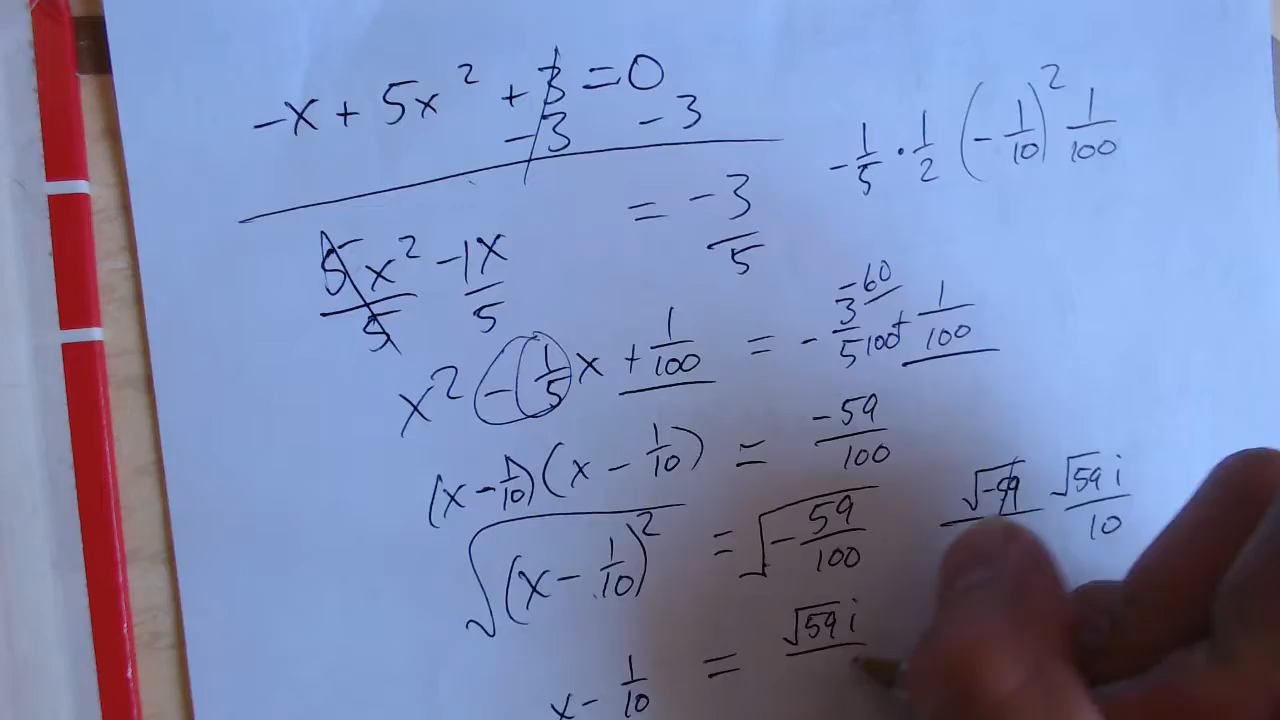 -x + 5x² + 3 = 0
-3 -3
-1/5 · 1/2 (-1/10)² 1/100
5x²/5 -1x/5 = -3/5
x² - 1/5 x + 1/100 = - 3/5 -60/100 + 1/100
(x - 1/10)(x - 1/10) = -59/100
√(x - 1/10)² = √-59/100
√-59 √59 i/10
x - 1/10 = √59 i